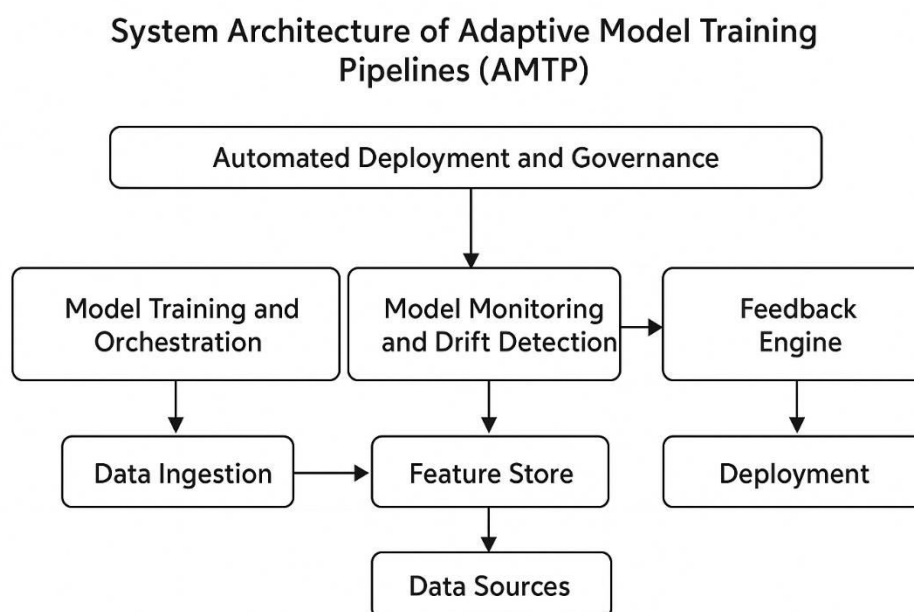 System Architecture of Adaptive Model Training
Pipelines (AMTP)
Automated Deployment and Governance
Model Training and
Orchestration
Model Monitoring
and Drift Detection
Feedback
Engine
Data Ingestion
Feature Store
Deployment
Data Sources